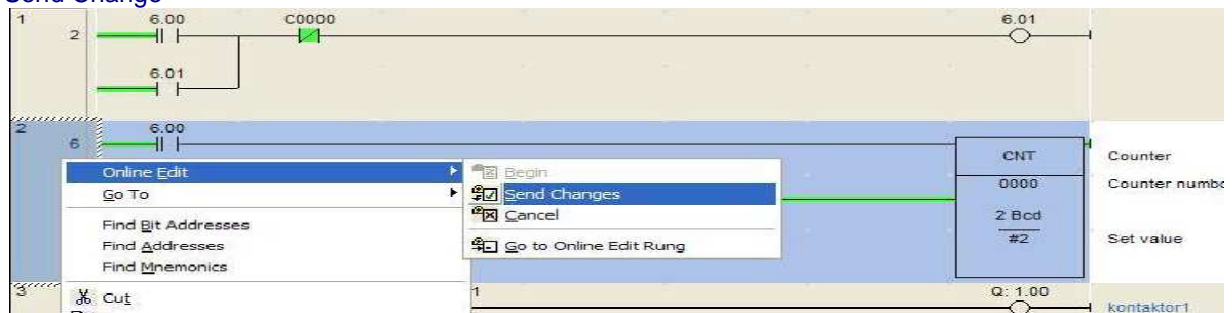 Send Change
1 6.00 C0000 6.01
2
6.01
2 6.00
6
CNT Counter
0000 Counter numbe
2 Bcd
#2 Set value
Online Edit
Go To
Find Bit Addresses
Find Addresses
Find Mnemonics
Cut
Begin
Send Changes
Cancel
Go to Online Edit Rung
3 1 Q: 1.00
kontaktor1